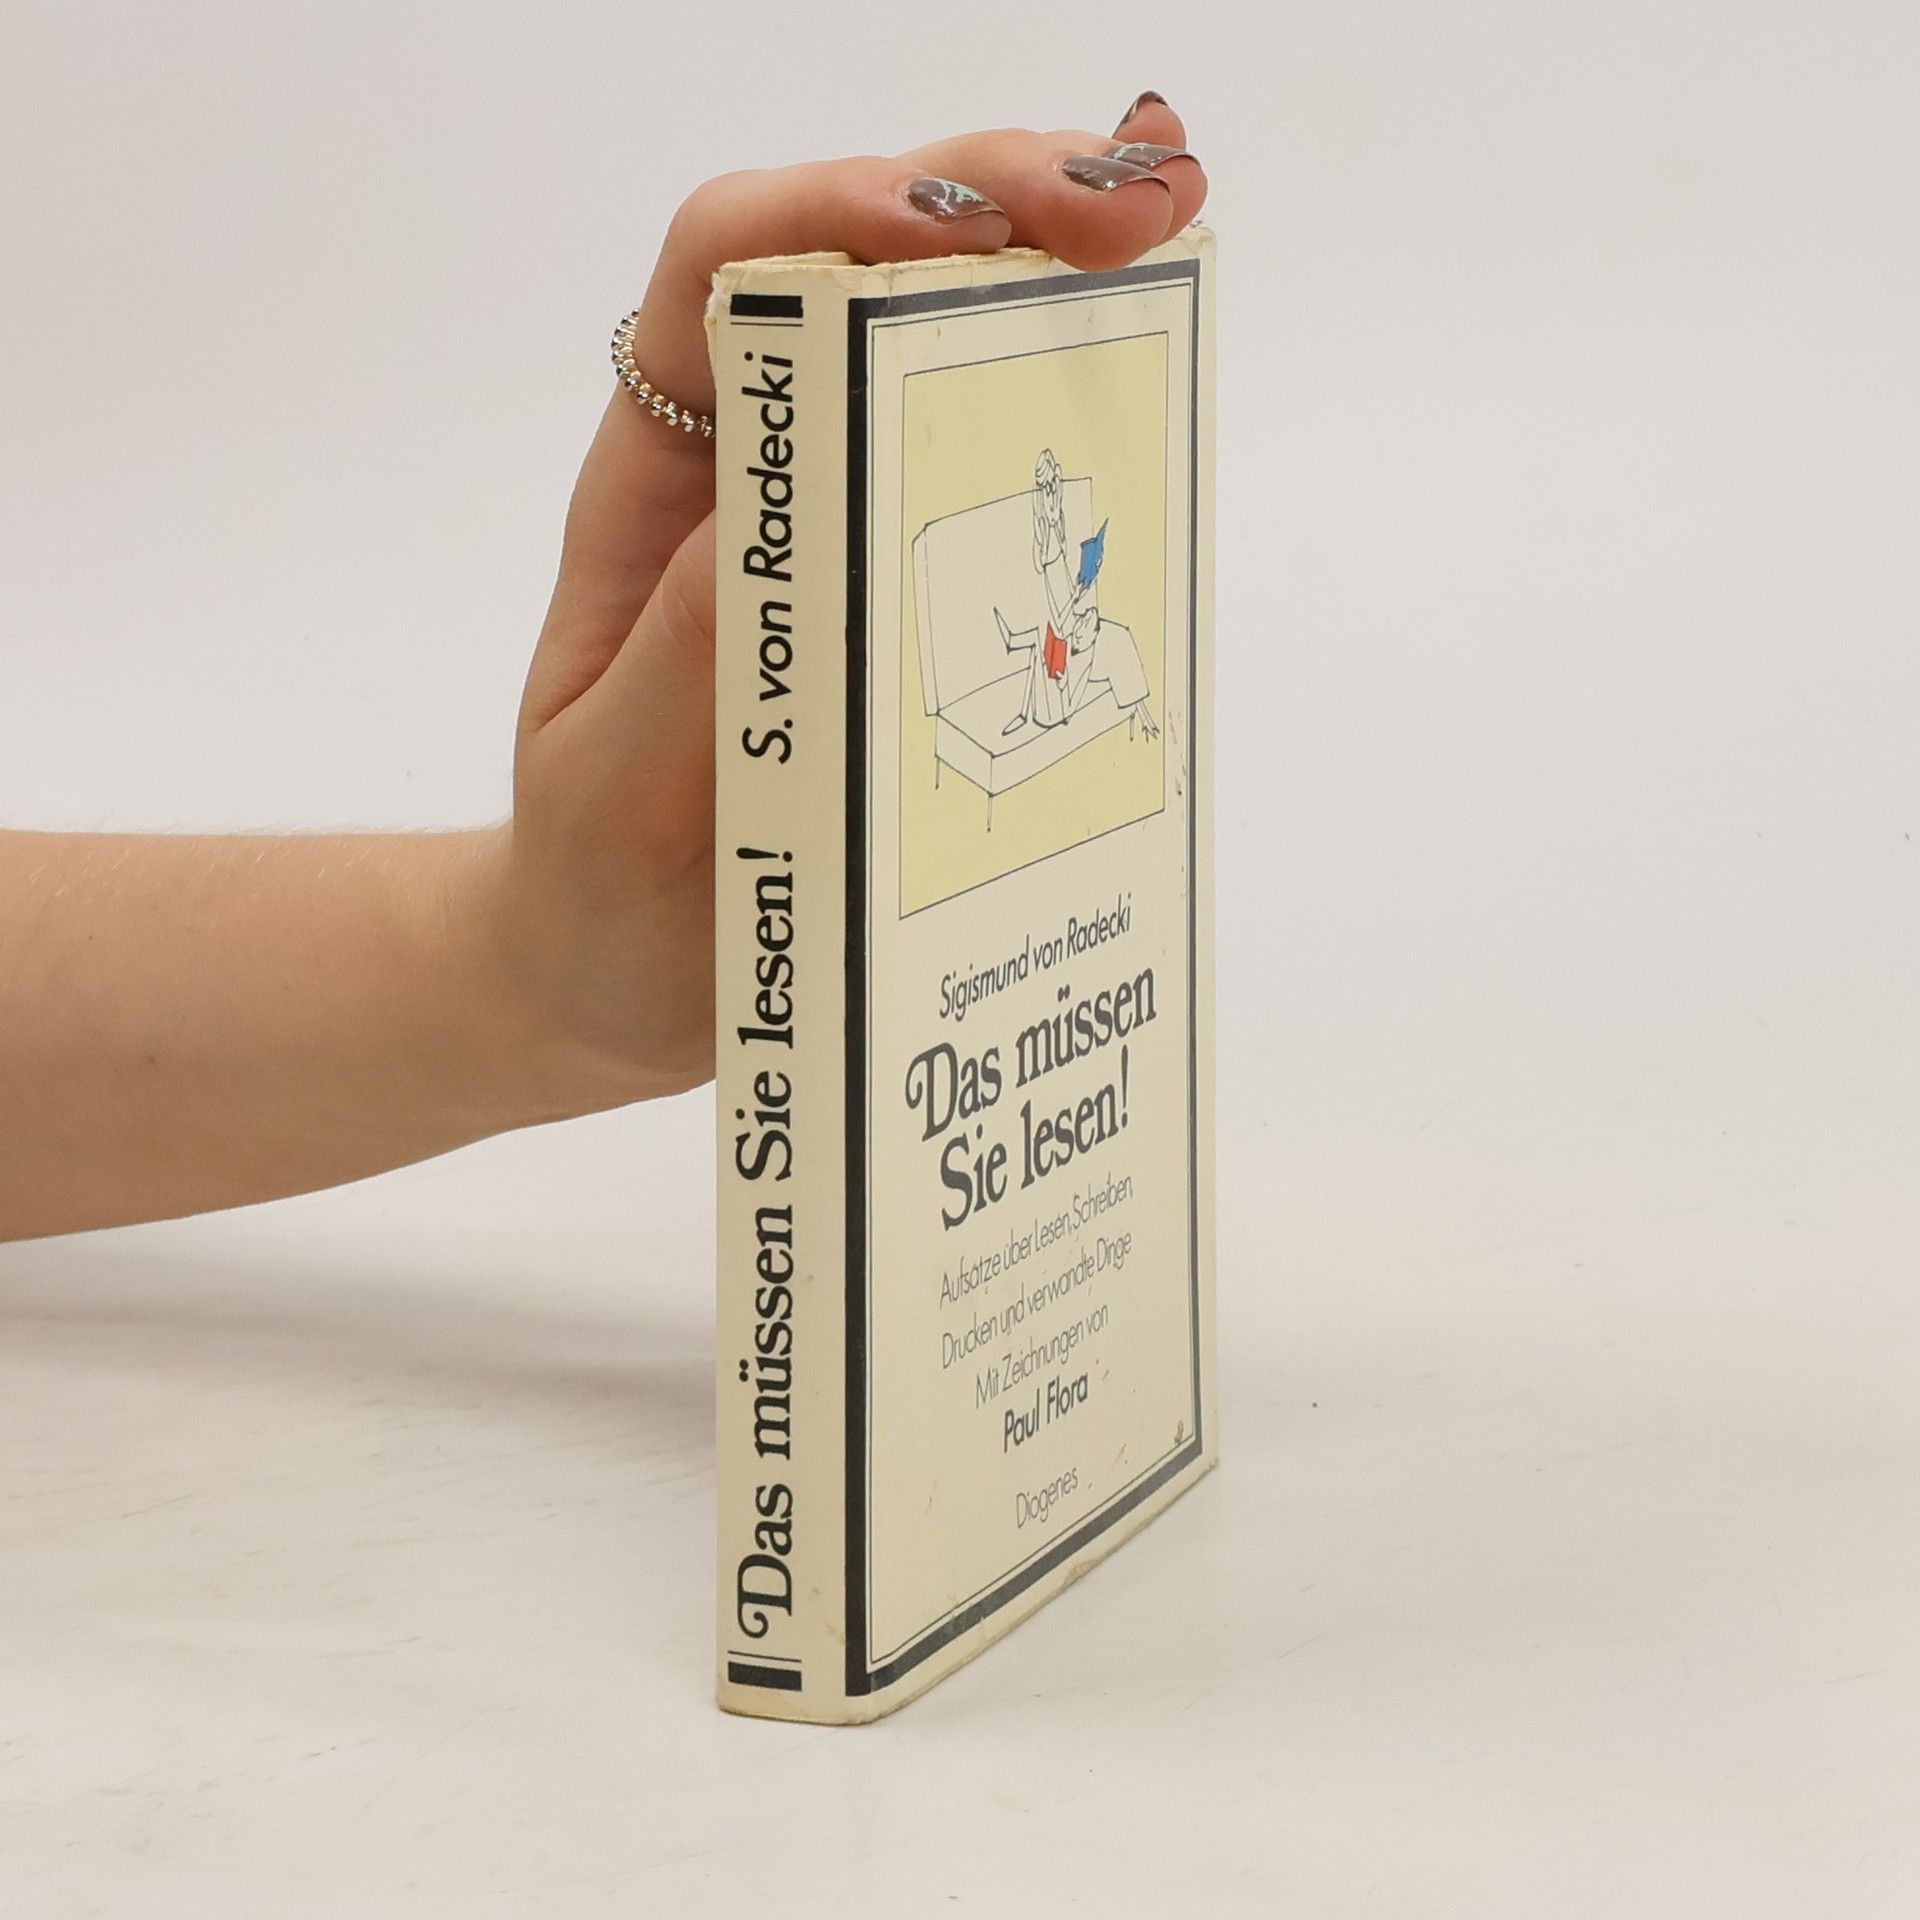 Das müssen Sie lesen! S. von Radecki
Sigismund von Radecki
Das müssen
Sie lesen!
Aufsätze über Lesen, Schreiben,
Drucken und verwandte Dinge
Mit Zeichnungen von
Paul Flora
Diogenes